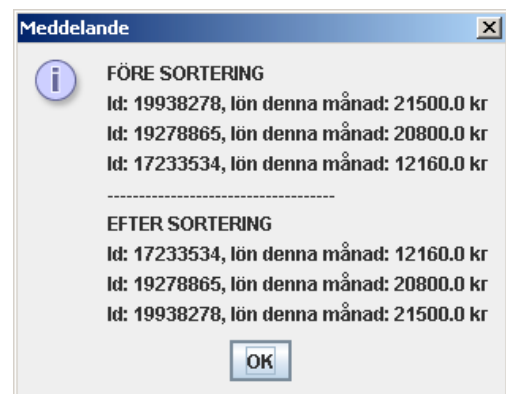 Meddelande
FÖRE SORTERING
Id: 19938278, lön denna månad: 21500.0 kr
Id: 19278865, lön denna månad: 20800.0 kr
Id: 17233534, lön denna månad: 12160.0 kr
------------------------------------
EFTER SORTERING
Id: 17233534, lön denna månad: 12160.0 kr
Id: 19278865, lön denna månad: 20800.0 kr
Id: 19938278, lön denna månad: 21500.0 kr
OK